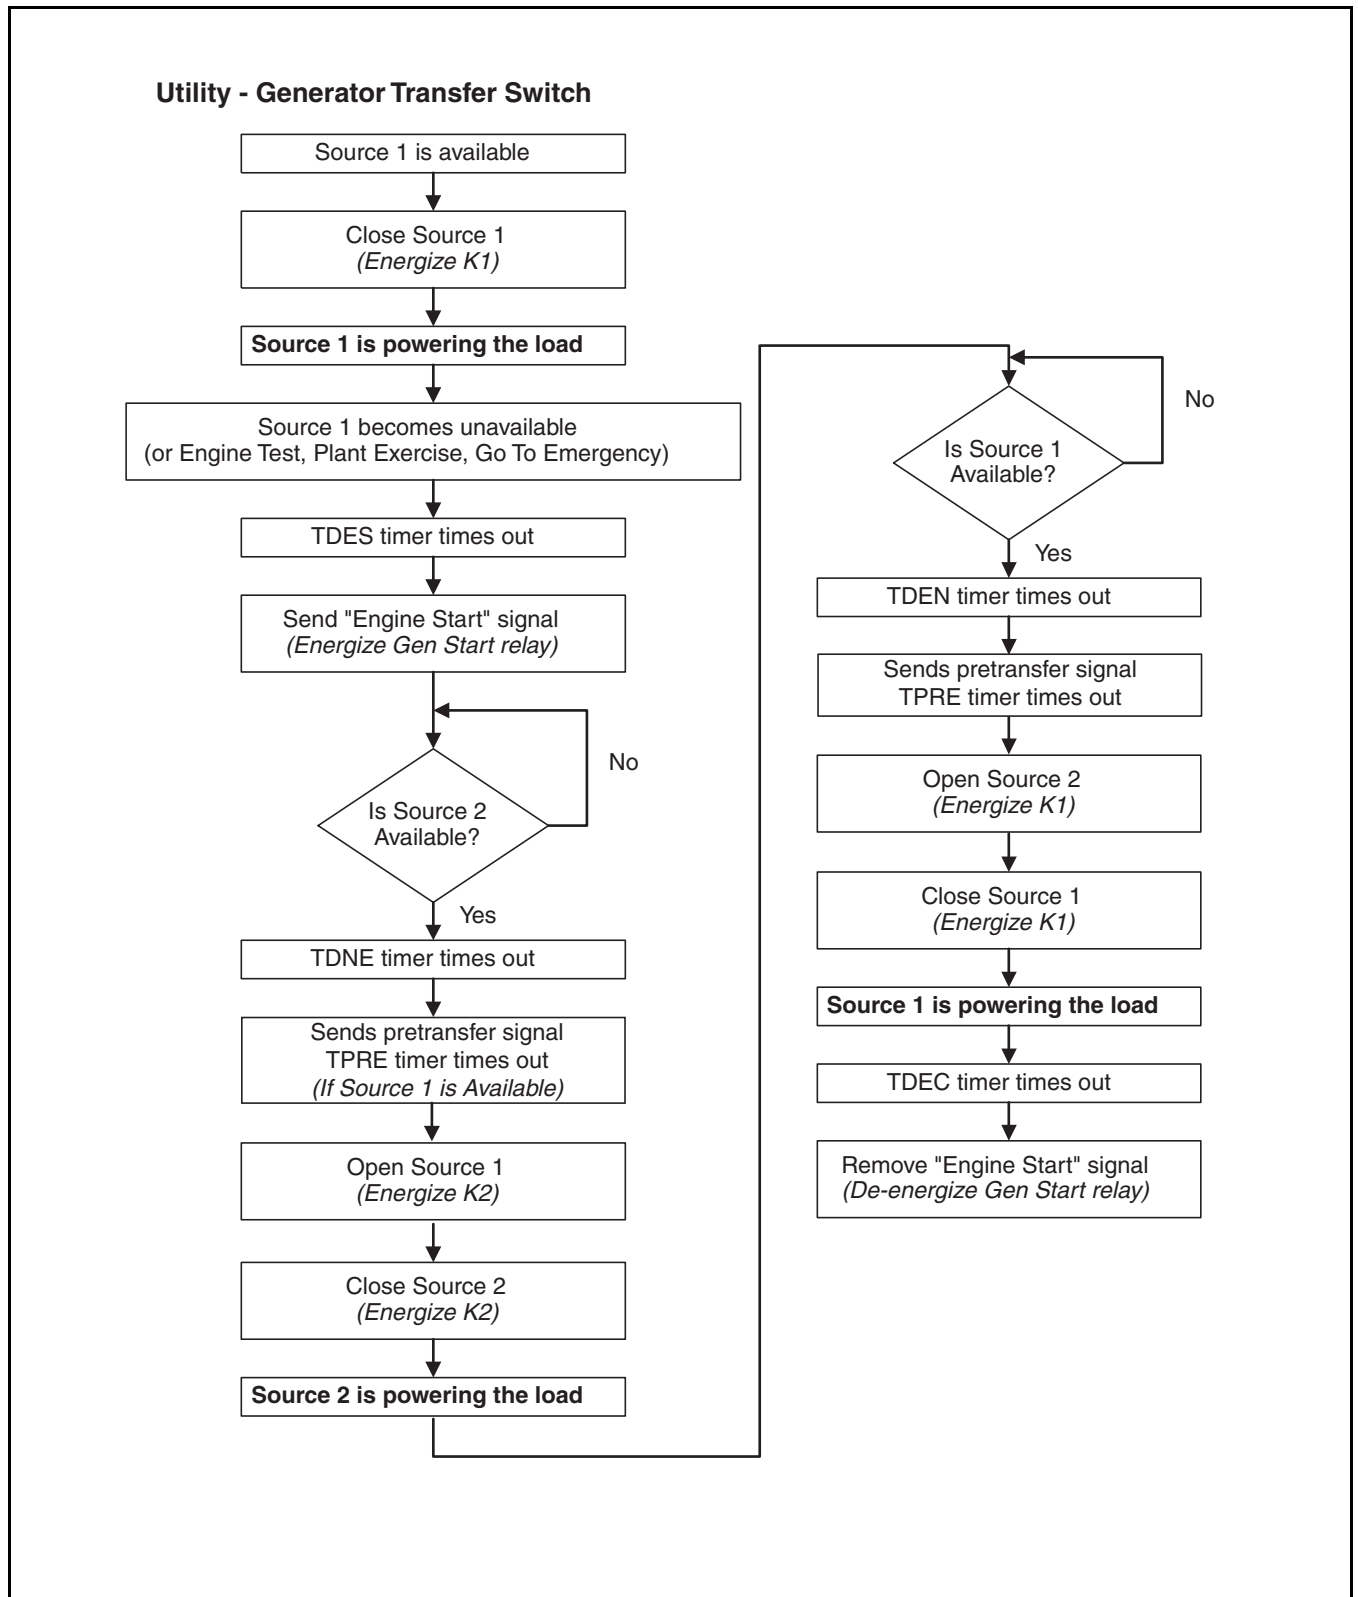 Utility - Generator Transfer Switch
Source 1 is available
Close Source 1
(Energize K1)
Source 1 is powering the load
Source 1 becomes unavailable
(or Engine Test, Plant Exercise, Go To Emergency)
TDES timer times out
Send "Engine Start" signal
(Energize Gen Start relay)
No
Is Source 2
Available?
Yes
TDNE timer times out
Sends pretransfer signal
TPRE timer times out
(If Source 1 is Available)
Open Source 1
(Energize K2)
Close Source 2
(Energize K2)
Source 2 is powering the load
No
Is Source 1
Available?
Yes
TDEN timer times out
Sends pretransfer signal
TPRE timer times out
Open Source 2
(Energize K1)
Close Source 1
(Energize K1)
Source 1 is powering the load
TDEC timer times out
Remove "Engine Start" signal
(De-energize Gen Start relay)